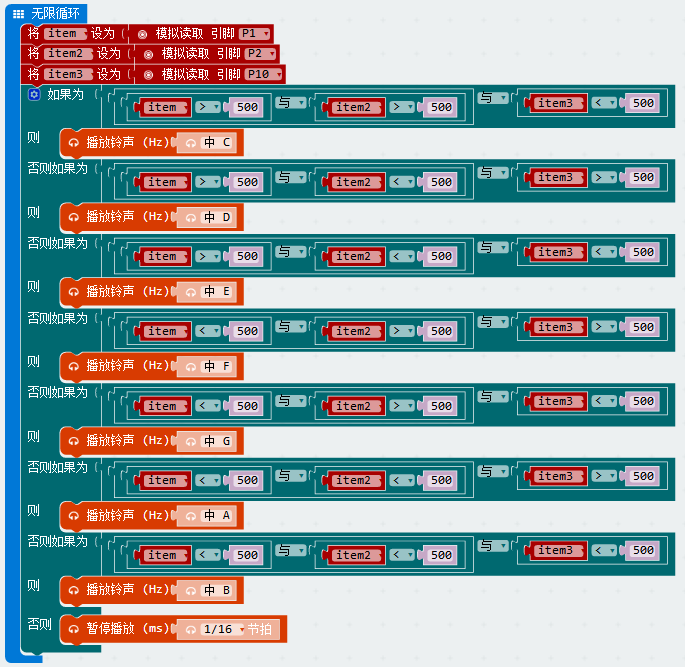 无限循环
将 item 设为 模拟读取 引脚 P1
将 item2 设为 模拟读取 引脚 P2
将 item3 设为 模拟读取 引脚 P10
如果为 item > 500 与 item2 > 500 与 item3 < 500
则 播放铃声 (Hz) 中 C
否则如果为 item > 500 与 item2 < 500 与 item3 > 500
则 播放铃声 (Hz) 中 D
否则如果为 item > 500 与 item2 < 500 与 item3 < 500
则 播放铃声 (Hz) 中 E
否则如果为 item < 500 与 item2 > 500 与 item3 > 500
则 播放铃声 (Hz) 中 F
否则如果为 item < 500 与 item2 > 500 与 item3 < 500
则 播放铃声 (Hz) 中 G
否则如果为 item < 500 与 item2 < 500 与 item3 > 500
则 播放铃声 (Hz) 中 A
否则如果为 item < 500 与 item2 < 500 与 item3 < 500
则 播放铃声 (Hz) 中 B
否则 暂停播放 (ms) 1/16 节拍